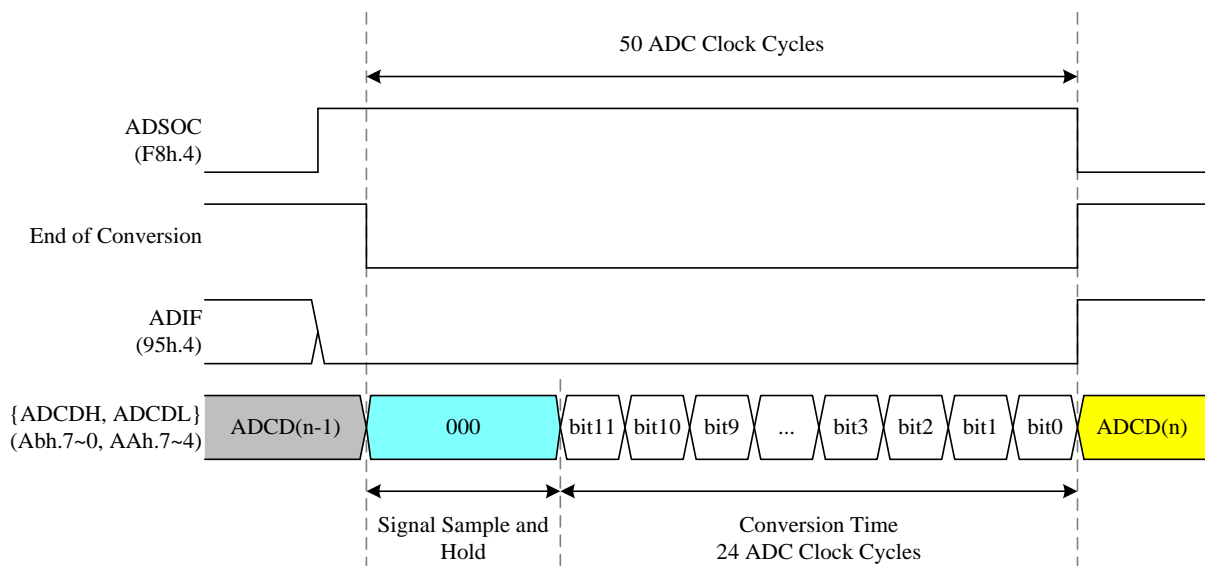 50 ADC Clock Cycles
ADSOC
(F8h.4)
End of Conversion
ADIF
(95h.4)
{ADCDH, ADCDL}
(Abh.7~0, AAh.7~4)
ADCD(n-1)
000
bit11
bit10
bit9
...
bit3
bit2
bit1
bit0
ADCD(n)
Signal Sample and
Hold
Conversion Time
24 ADC Clock Cycles